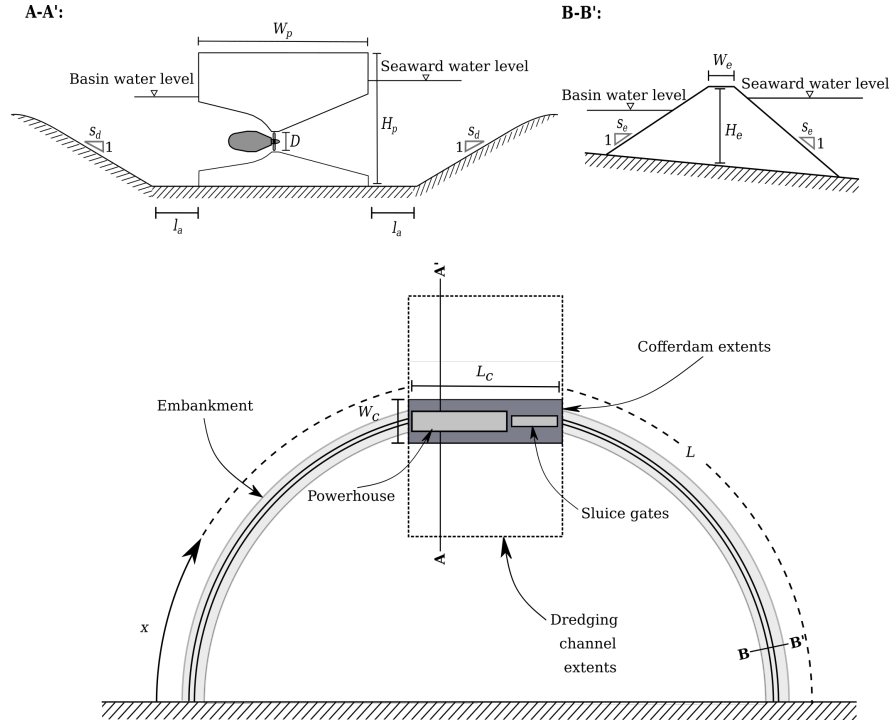 A-A':
B-B':
W_p
W_e
Basin water level
Seaward water level
Basin water level
Seaward water level
s_d
1
D
H_p
s_d
1
s_e
1
H_e
s_e
1
l_a
l_a
A'
Cofferdam extents
L_c
W_c
Embankment
L
Powerhouse
Sluice gates
A
x
Dredging
channel
extents
B
B'